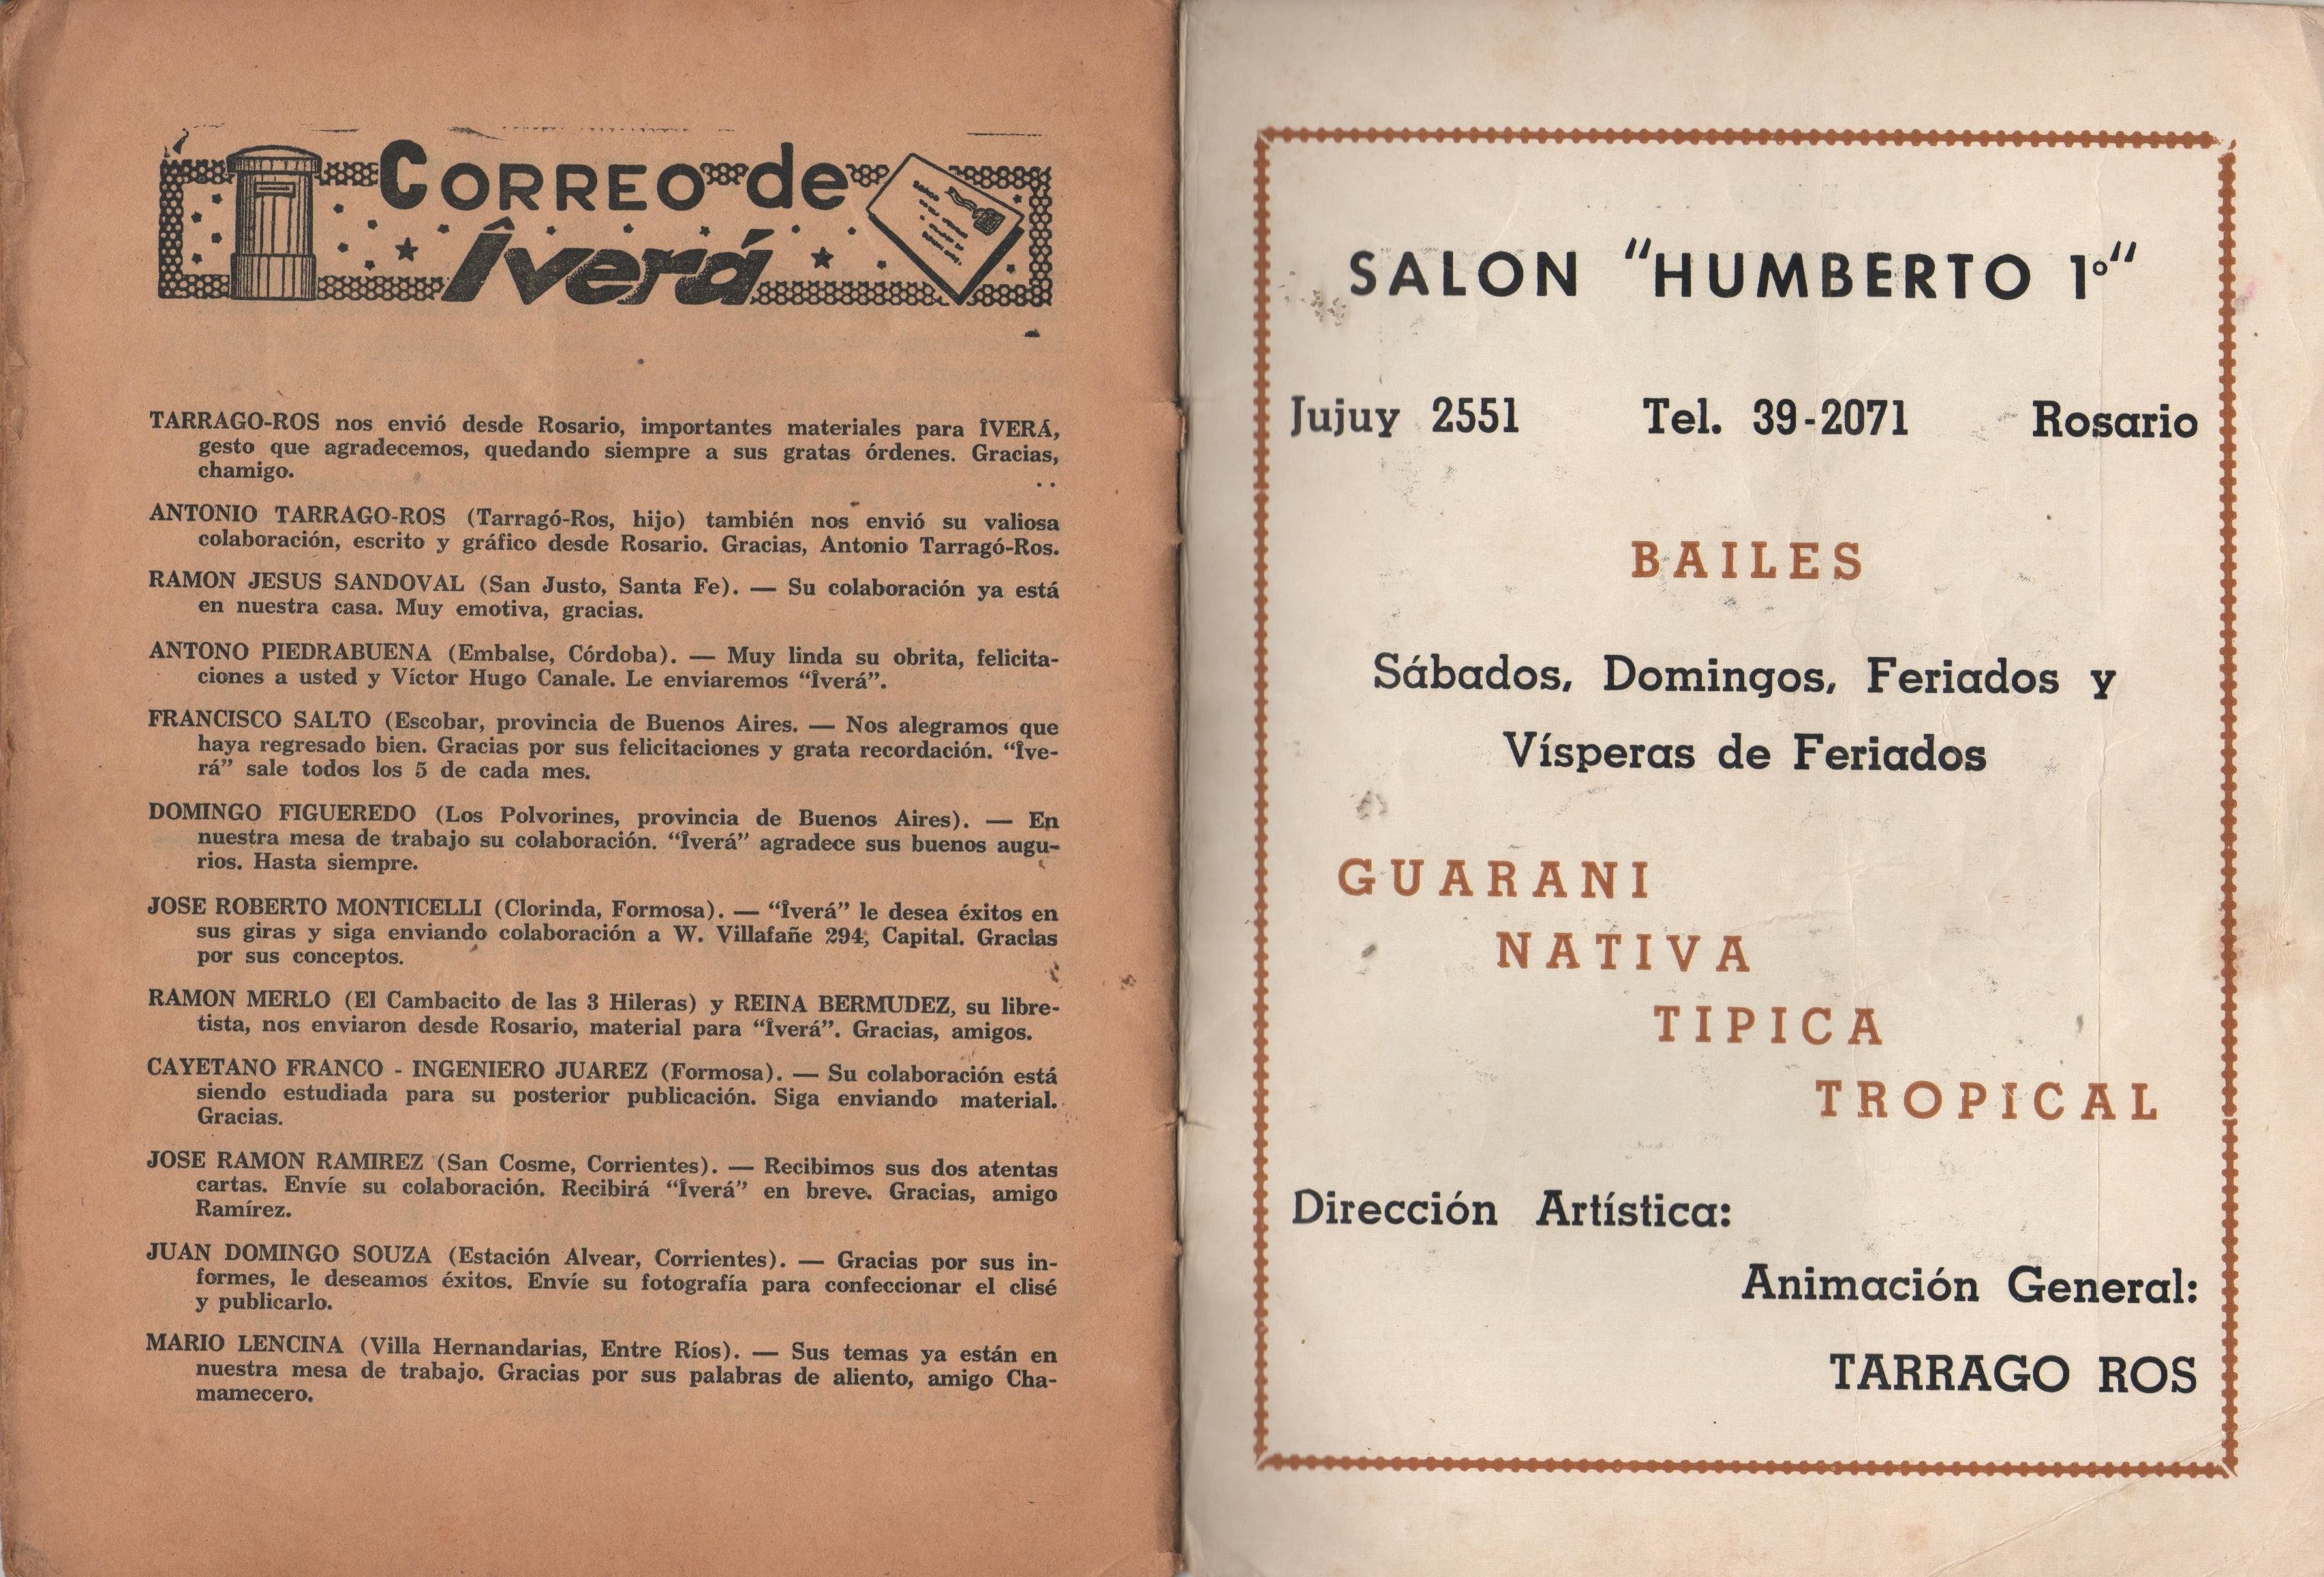 CORREO de
Îverá
TARRAGO-ROS nos envió desde Rosario, importantes materiales para ÎVERÁ,
gesto que agradecemos, quedando siempre a sus gratas órdenes. Gracias,
chamigo.
ANTONIO TARRAGO-ROS (Tarragó-Ros, hijo) también nos envió su valiosa
colaboración, escrito y gráfico desde Rosario. Gracias, Antonio Tarragó-Ros.
RAMON JESUS SANDOVAL (San Justo, Santa Fe). — Su colaboración ya está
en nuestra casa. Muy emotiva, gracias.
ANTONO PIEDRABUENA (Embalse, Córdoba). — Muy linda su obrita, felicita-
ciones a usted y Víctor Hugo Canale. Le enviaremos “Îverá”.
FRANCISCO SALTO (Escobar, provincia de Buenos Aires. — Nos alegramos que
haya regresado bien. Gracias por sus felicitaciones y grata recordación. “Îve-
rá” sale todos los 5 de cada mes.
DOMINGO FIGUEREDO (Los Polvorines, provincia de Buenos Aires). — En
nuestra mesa de trabajo su colaboración. “Îverá” agradece sus buenos augu-
rios. Hasta siempre.
JOSE ROBERTO MONTICELLI (Clorinda, Formosa). — “Îverá” le desea éxitos en
sus giras y siga enviando colaboración a W. Villafañe 294, Capital. Gracias
por sus conceptos.
RAMON MERLO (El Cambacito de las 3 Hileras) y REINA BERMUDEZ, su libre-
tista, nos enviaron desde Rosario, material para “Îverá”. Gracias, amigos.
CAYETANO FRANCO - INGENIERO JUAREZ (Formosa). — Su colaboración está
siendo estudiada para su posterior publicación. Siga enviando material.
Gracias.
JOSE RAMON RAMIREZ (San Cosme, Corrientes). — Recibimos sus dos atentas
cartas. Envíe su colaboración. Recibirá “Îverá” en breve. Gracias, amigo
Ramírez.
JUAN DOMINGO SOUZA (Estación Alvear, Corrientes). — Gracias por sus in-
formes, le deseamos éxitos. Envíe su fotografía para confeccionar el clisé
y publicarlo.
MARIO LENCINA (Villa Hernandarias, Entre Ríos). — Sus temas ya están en
nuestra mesa de trabajo. Gracias por sus palabras de aliento, amigo Cha-
mamecero.
SALON “HUMBERTO 1º“
Jujuy 2551 Tel. 39-2071 Rosario
BAILES
Sábados, Domingos, Feriados y
Vísperas de Feriados
GUARANI
NATIVA
TIPICA
TROPICAL
Dirección Artística:
Animación General:
TARRAGO ROS